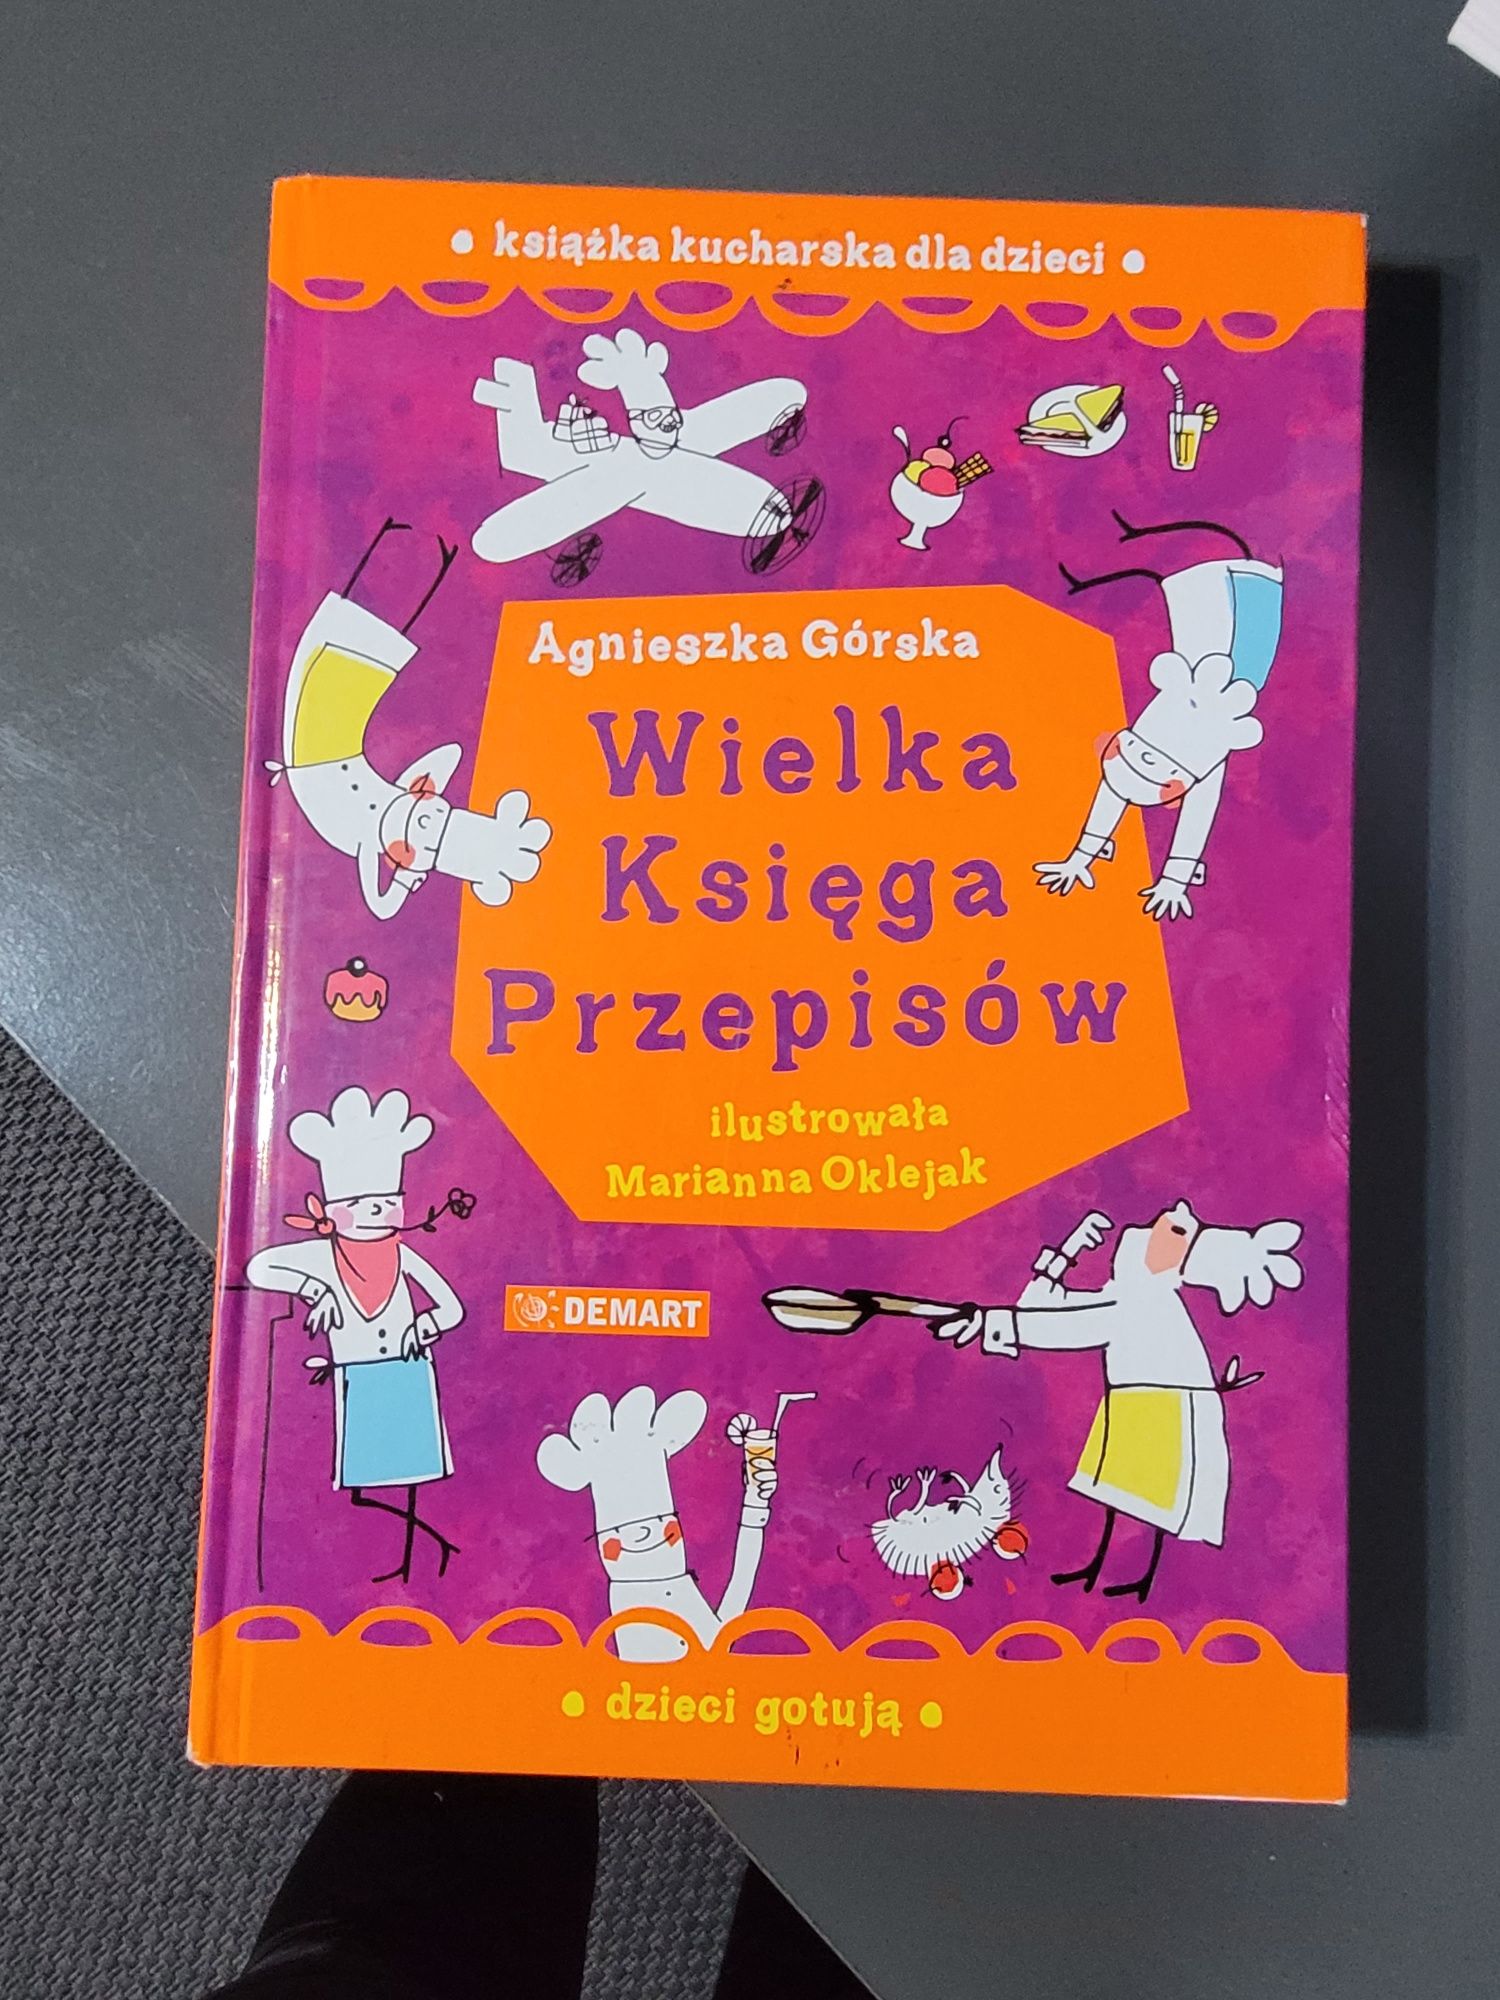 • książka kucharska dla dzieci •
Agnieszka Górska
Wielka
Księga
Przepisów
ilustrowała
Marianna Oklejak
DEMART
• dzieci gotują •